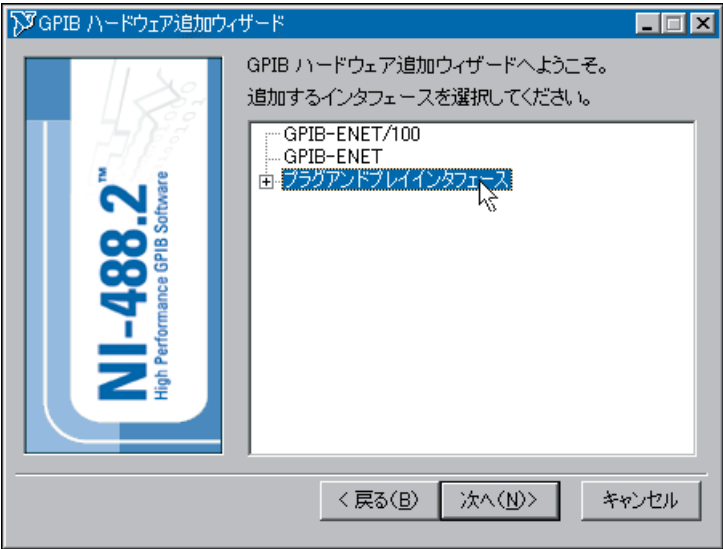 GPIB ハードウェア追加ウィザード
GPIB ハードウェア追加ウィザードへようこそ。
追加するインタフェースを選択してください。
GPIB-ENET/100
GPIB-ENET
プラグアンドプレイインタフェース
NI-488.2™
High Performance GPIB Software
< 戻る(B)
次へ(N)>
キャンセル